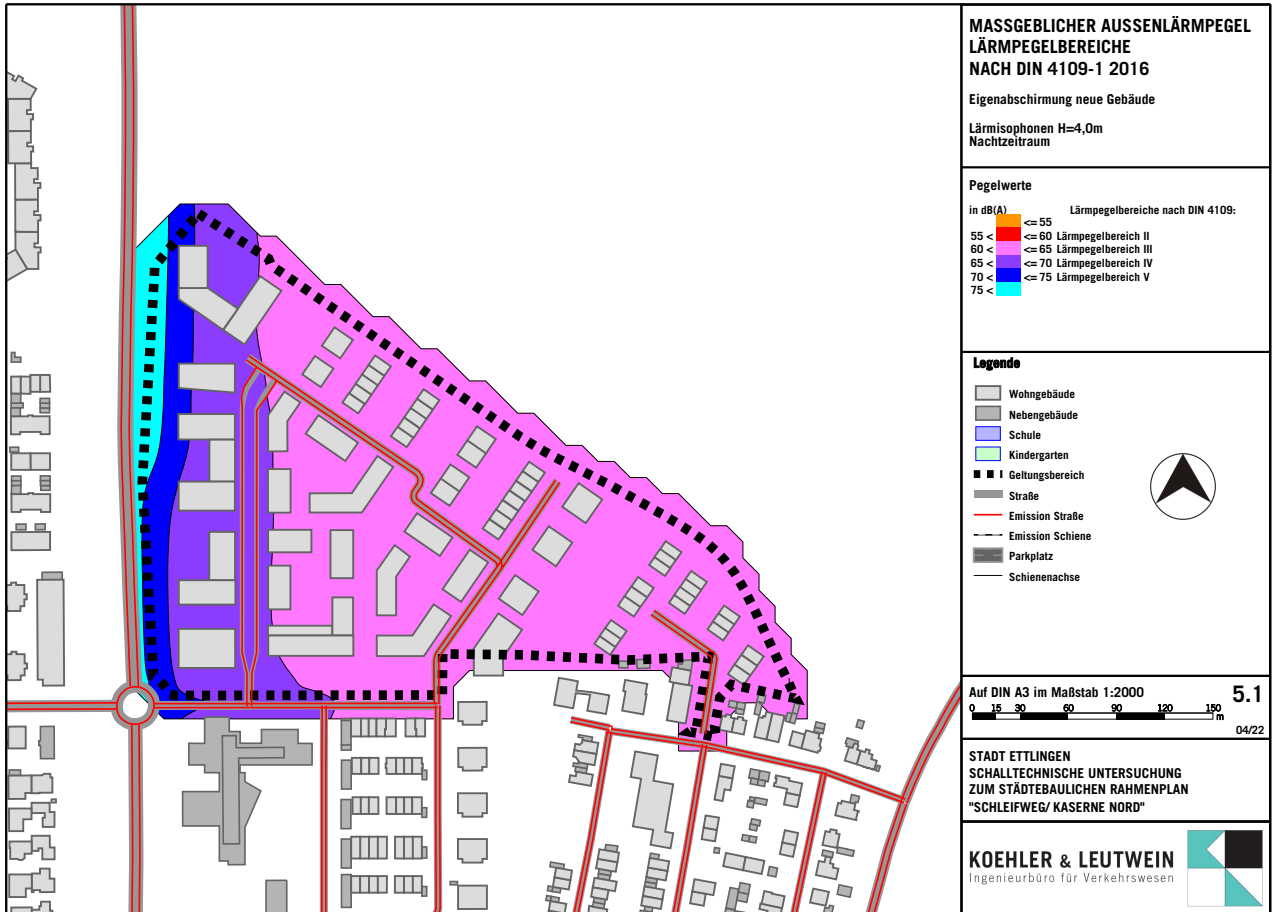 MASSGEBLICHER AUSSENLÄRMPEGEL
LÄRMPEGELBEREICHE
NACH DIN 4109-1 2016
Eigenabschirmung neue Gebäude
Lärmisophonen H=4,0m
Nachtzeitraum
Pegelwerte
in dB(A) Lärmpegelbereiche nach DIN 4109:
<= 55
55 < <= 60 Lärmpegelbereich II
60 < <= 65 Lärmpegelbereich III
65 < <= 70 Lärmpegelbereich IV
70 < <= 75 Lärmpegelbereich V
75 <
Legende
Wohngebäude
Nebengebäude
Schule
Kindergarten
Geltungsbereich
Straße
Emission Straße
Emission Schiene
Parkplatz
Schienenachse
Auf DIN A3 im Maßstab 1:2000 5.1
0 15 30 60 90 120 150
m
04/22
STADT ETTLINGEN
SCHALLTECHNISCHE UNTERSUCHUNG
ZUM STÄDTEBAULICHEN RAHMENPLAN
"SCHLEIFWEG/ KASERNE NORD"
KOEHLER & LEUTWEIN
Ingenieurbüro für Verkehrswesen